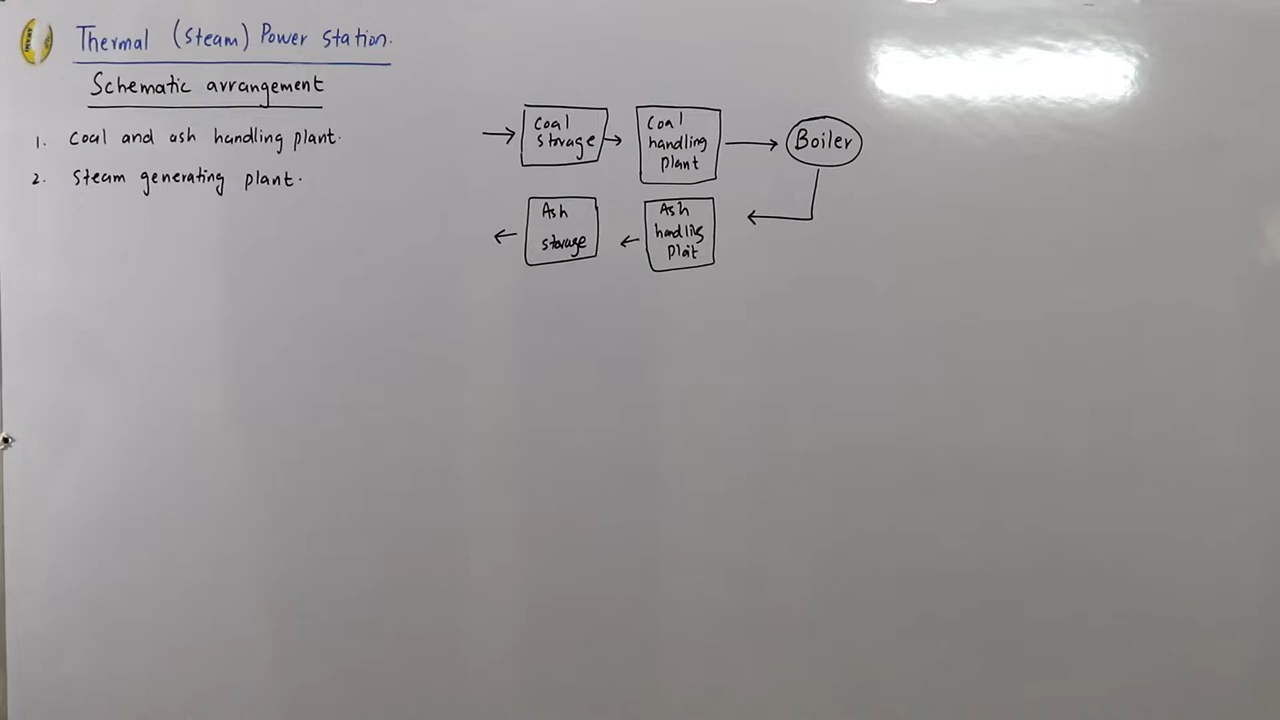 Thermal (Steam) Power station.
Schematic arrangement
1. Coal and ash handling plant.
2. Steam generating plant.
Coal
storage
Coal
handling
plant
Boiler
Ash
storage
Ash
handling
plat